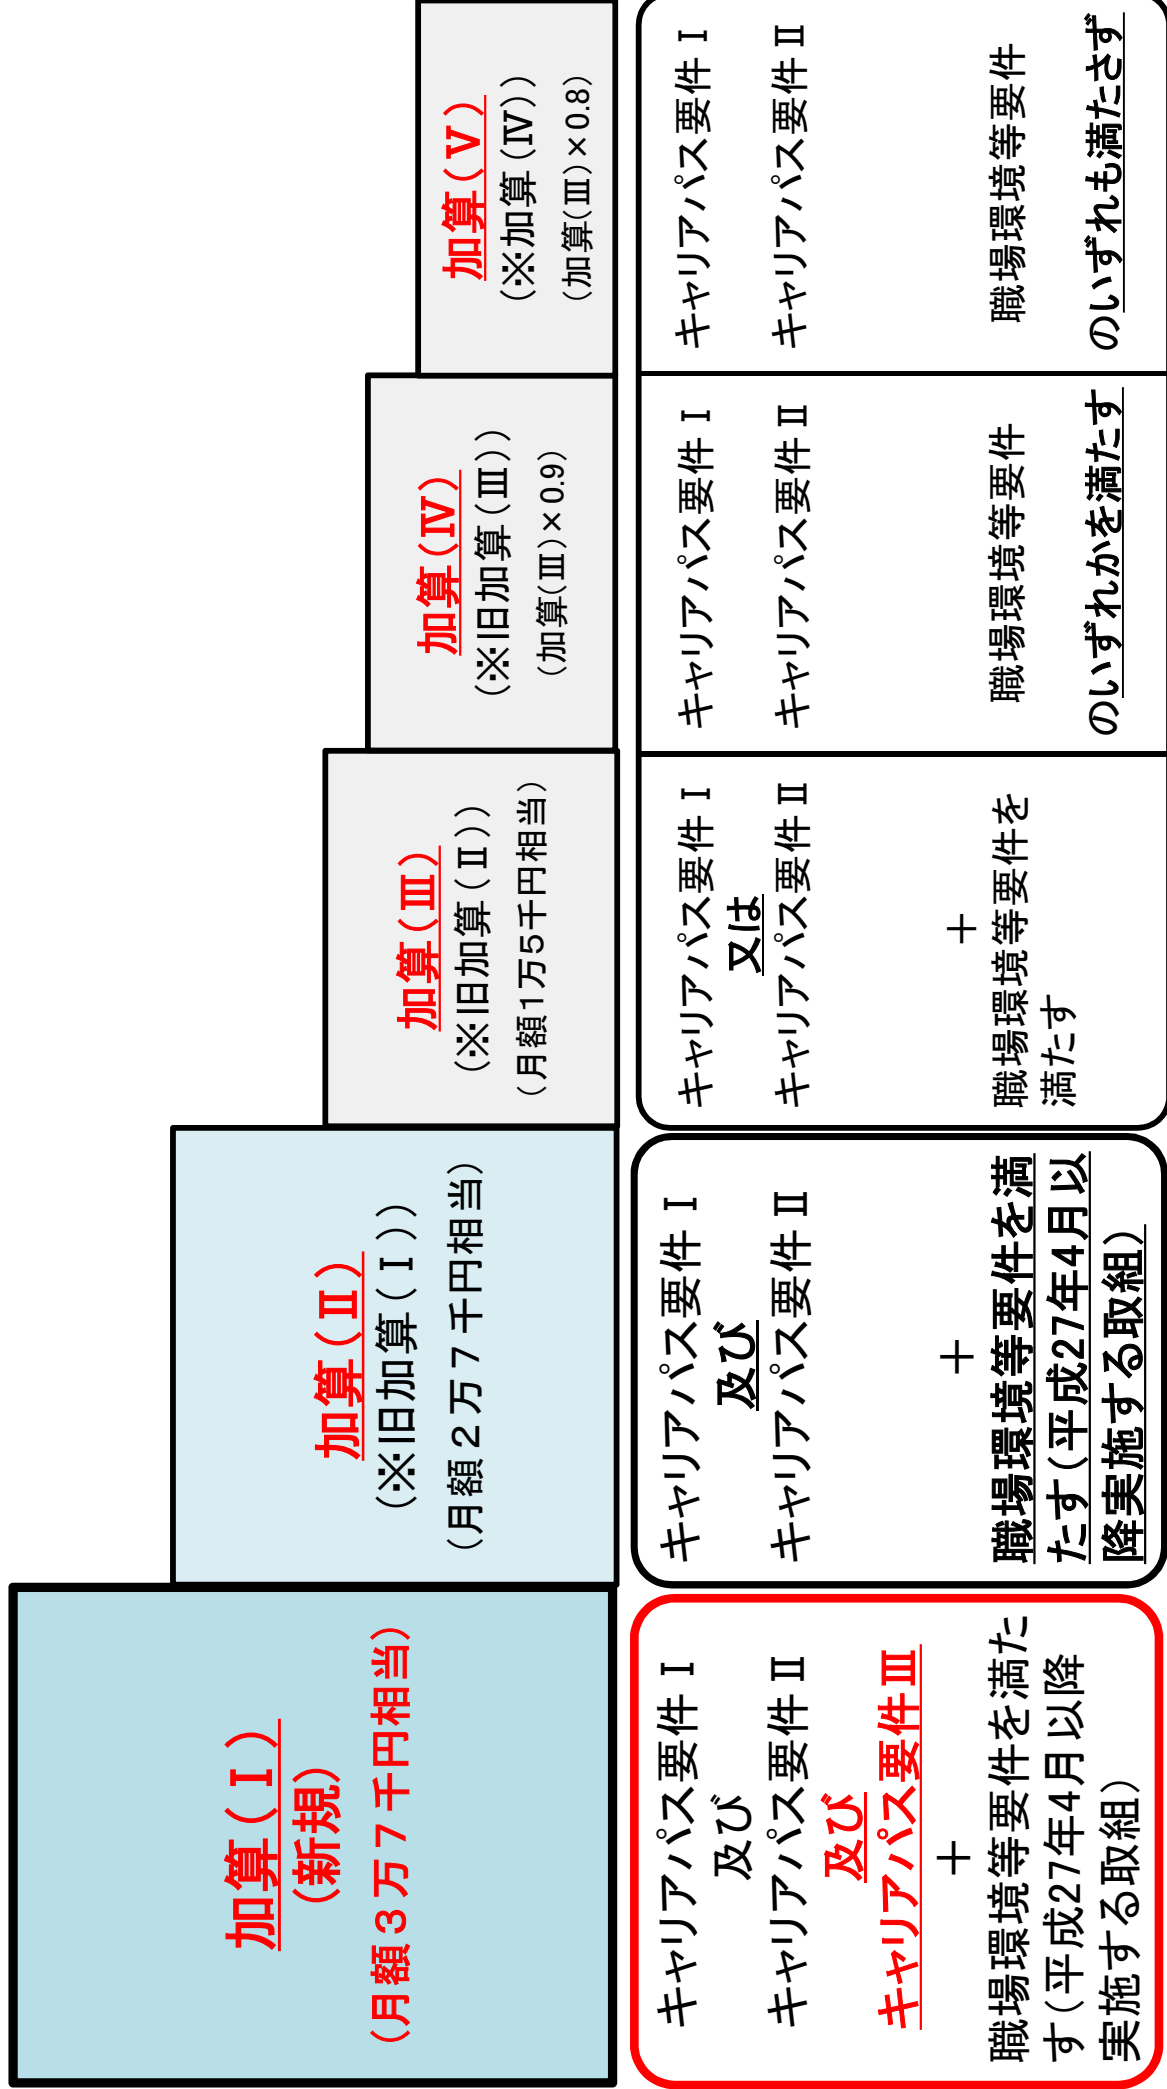 加算(Ⅰ)
(新規)
(月額３万７千円相当)
キャリアパス要件Ⅰ
及び
キャリアパス要件Ⅱ
及び
キャリアパス要件Ⅲ
＋
職場環境等要件を満た
す(平成27年4月以降
実施する取組)
加算(Ⅱ)
(※旧加算(Ⅰ))
(月額２万７千円相当)
キャリアパス要件Ⅰ
及び
キャリアパス要件Ⅱ
＋
職場環境等要件を満
たす(平成27年4月以
降実施する取組)
加算(Ⅲ)
(※旧加算(Ⅱ))
(月額1万5千円相当)
キャリアパス要件Ⅰ
又は
キャリアパス要件Ⅱ
＋
職場環境等要件を
満たす
加算(Ⅳ)
(※旧加算(Ⅲ))
(加算(Ⅲ)×0.9)
キャリアパス要件Ⅰ
キャリアパス要件Ⅱ
職場環境等要件
のいずれかを満たす
加算(Ⅴ)
(※加算(Ⅳ))
(加算(Ⅲ)×0.8)
キャリアパス要件Ⅰ
キャリアパス要件Ⅱ
職場環境等要件
のいずれも満たさず